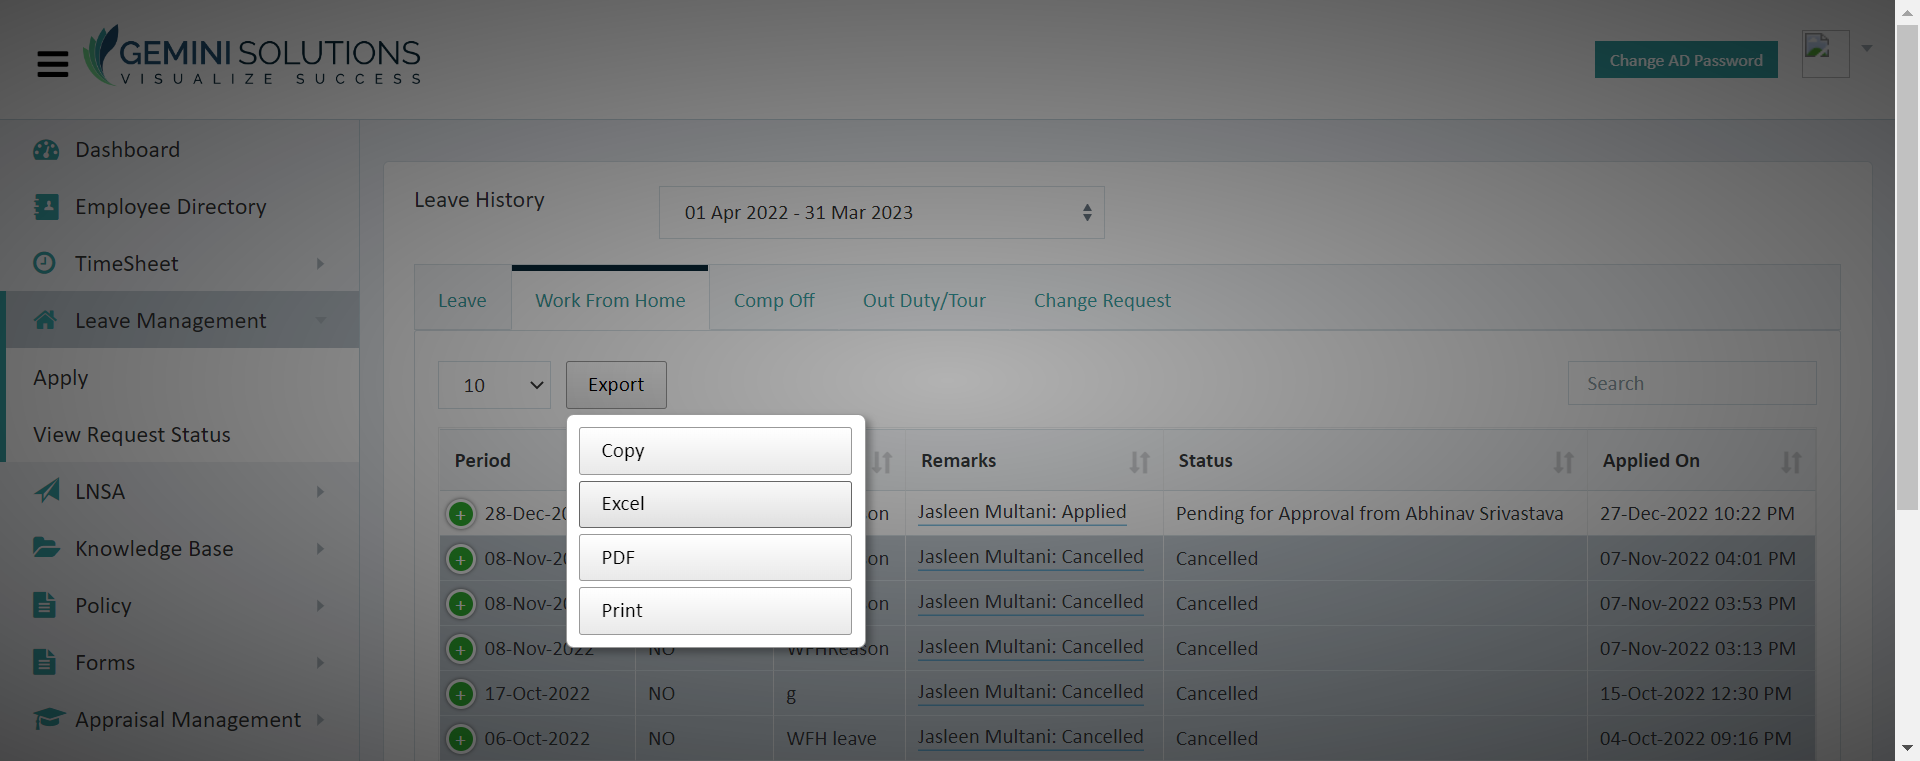 GEMINI SOLUTIONS
VISUALIZE SUCCESS
Change AD Password
Dashboard
Employee Directory
TimeSheet
Leave Management
Apply
View Request Status
LNSA
Knowledge Base
Policy
Forms
Appraisal Management
Leave History
01 Apr 2022 - 31 Mar 2023
Leave Work From Home Comp Off Out Duty/Tour Change Request
10 Export Search
Copy
Excel
PDF
Print
Period Remarks Status Applied On
28-Dec-20 on Jasleen Multani: Applied Pending for Approval from Abhinav Srivastava 27-Dec-2022 10:22 PM
08-Nov-20 on Jasleen Multani: Cancelled Cancelled 07-Nov-2022 04:01 PM
08-Nov-20 on Jasleen Multani: Cancelled Cancelled 07-Nov-2022 03:53 PM
08-Nov-2022 NO WFHReason Jasleen Multani: Cancelled Cancelled 07-Nov-2022 03:13 PM
17-Oct-2022 NO g Jasleen Multani: Cancelled Cancelled 15-Oct-2022 12:30 PM
06-Oct-2022 NO WFH leave Jasleen Multani: Cancelled Cancelled 04-Oct-2022 09:16 PM